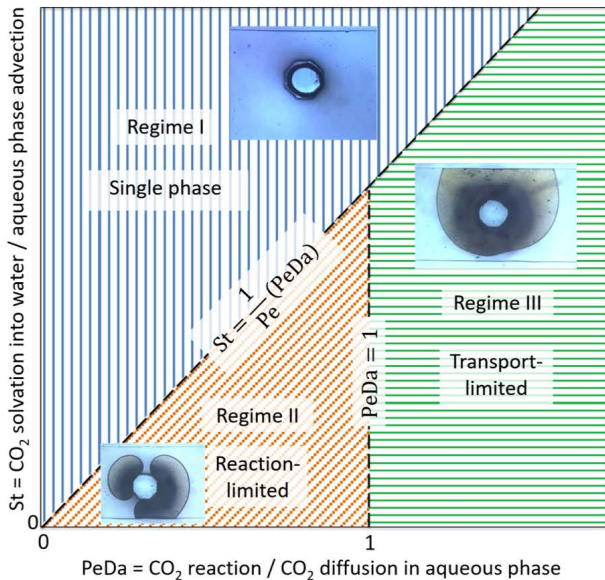 Regime I
Single phase
St = 1/Pe (PeDa)
Regime III
PeDa = 1
Transport-
limited
Regime II
Reaction-
limited
St = CO₂ solvation into water / aqueous phase advection
0
0
1
PeDa = CO₂ reaction / CO₂ diffusion in aqueous phase